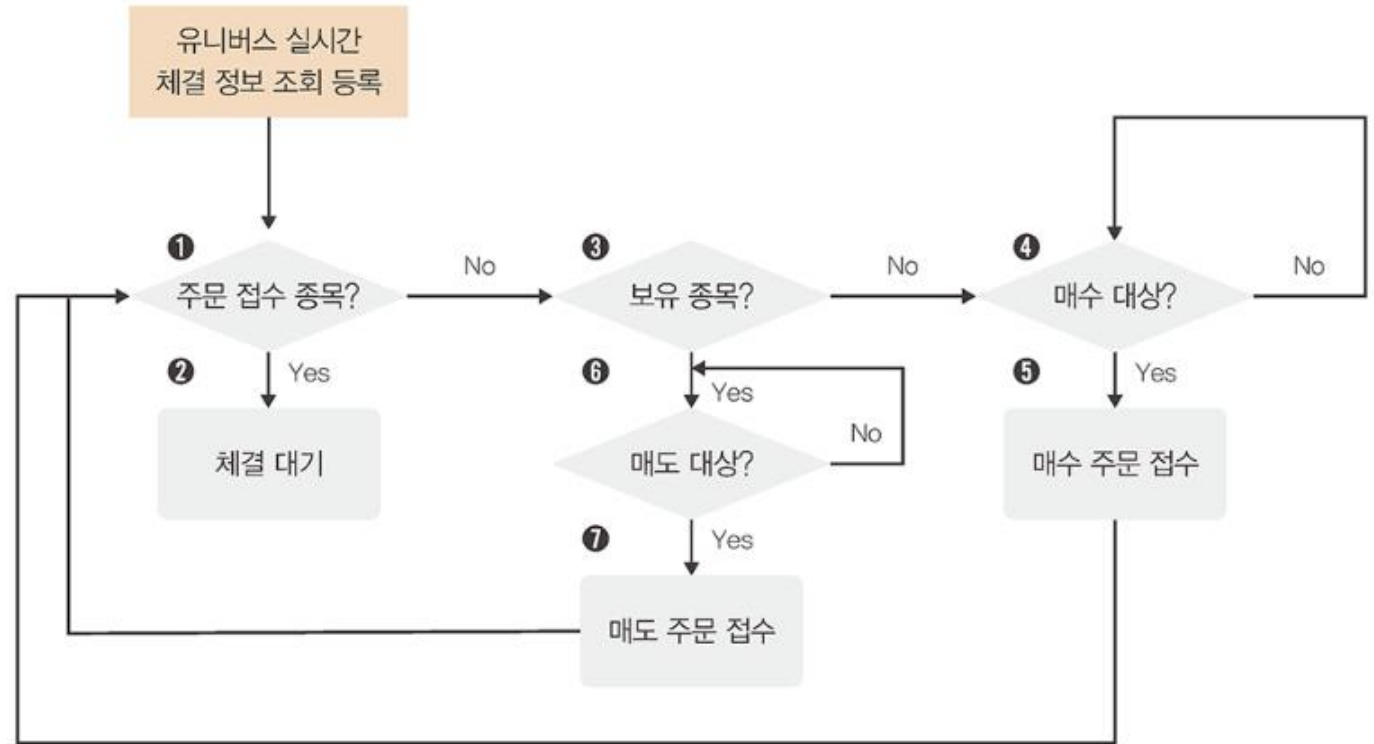 유니버스 실시간
체결 정보 조회 등록
❶
주문 접수 종목?
No
❸
보유 종목?
No
❹
매수 대상?
No
❷
Yes
체결 대기
❻
Yes
매도 대상?
No
❺
Yes
매수 주문 접수
❼
Yes
매도 주문 접수